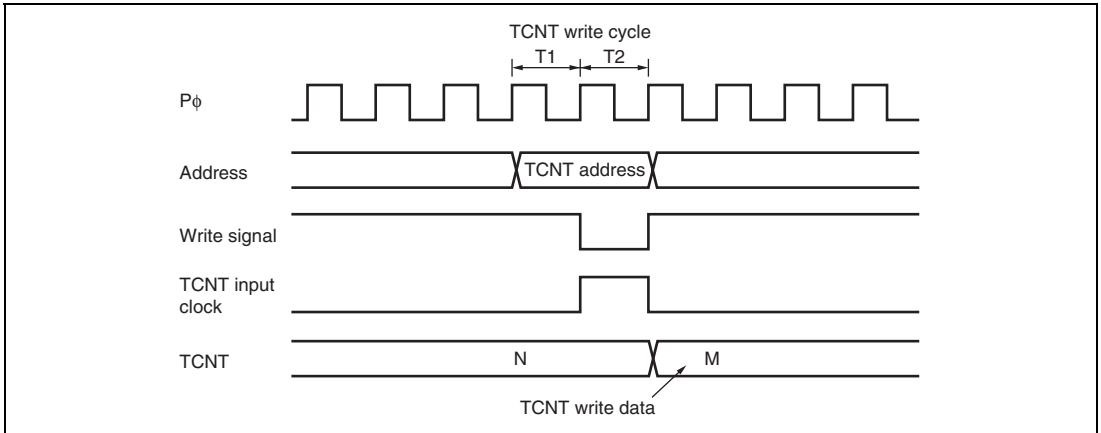 TCNT write cycle
T1 T2
Pϕ
Address
TCNT address
Write signal
TCNT input
clock
TCNT
N
M
TCNT write data